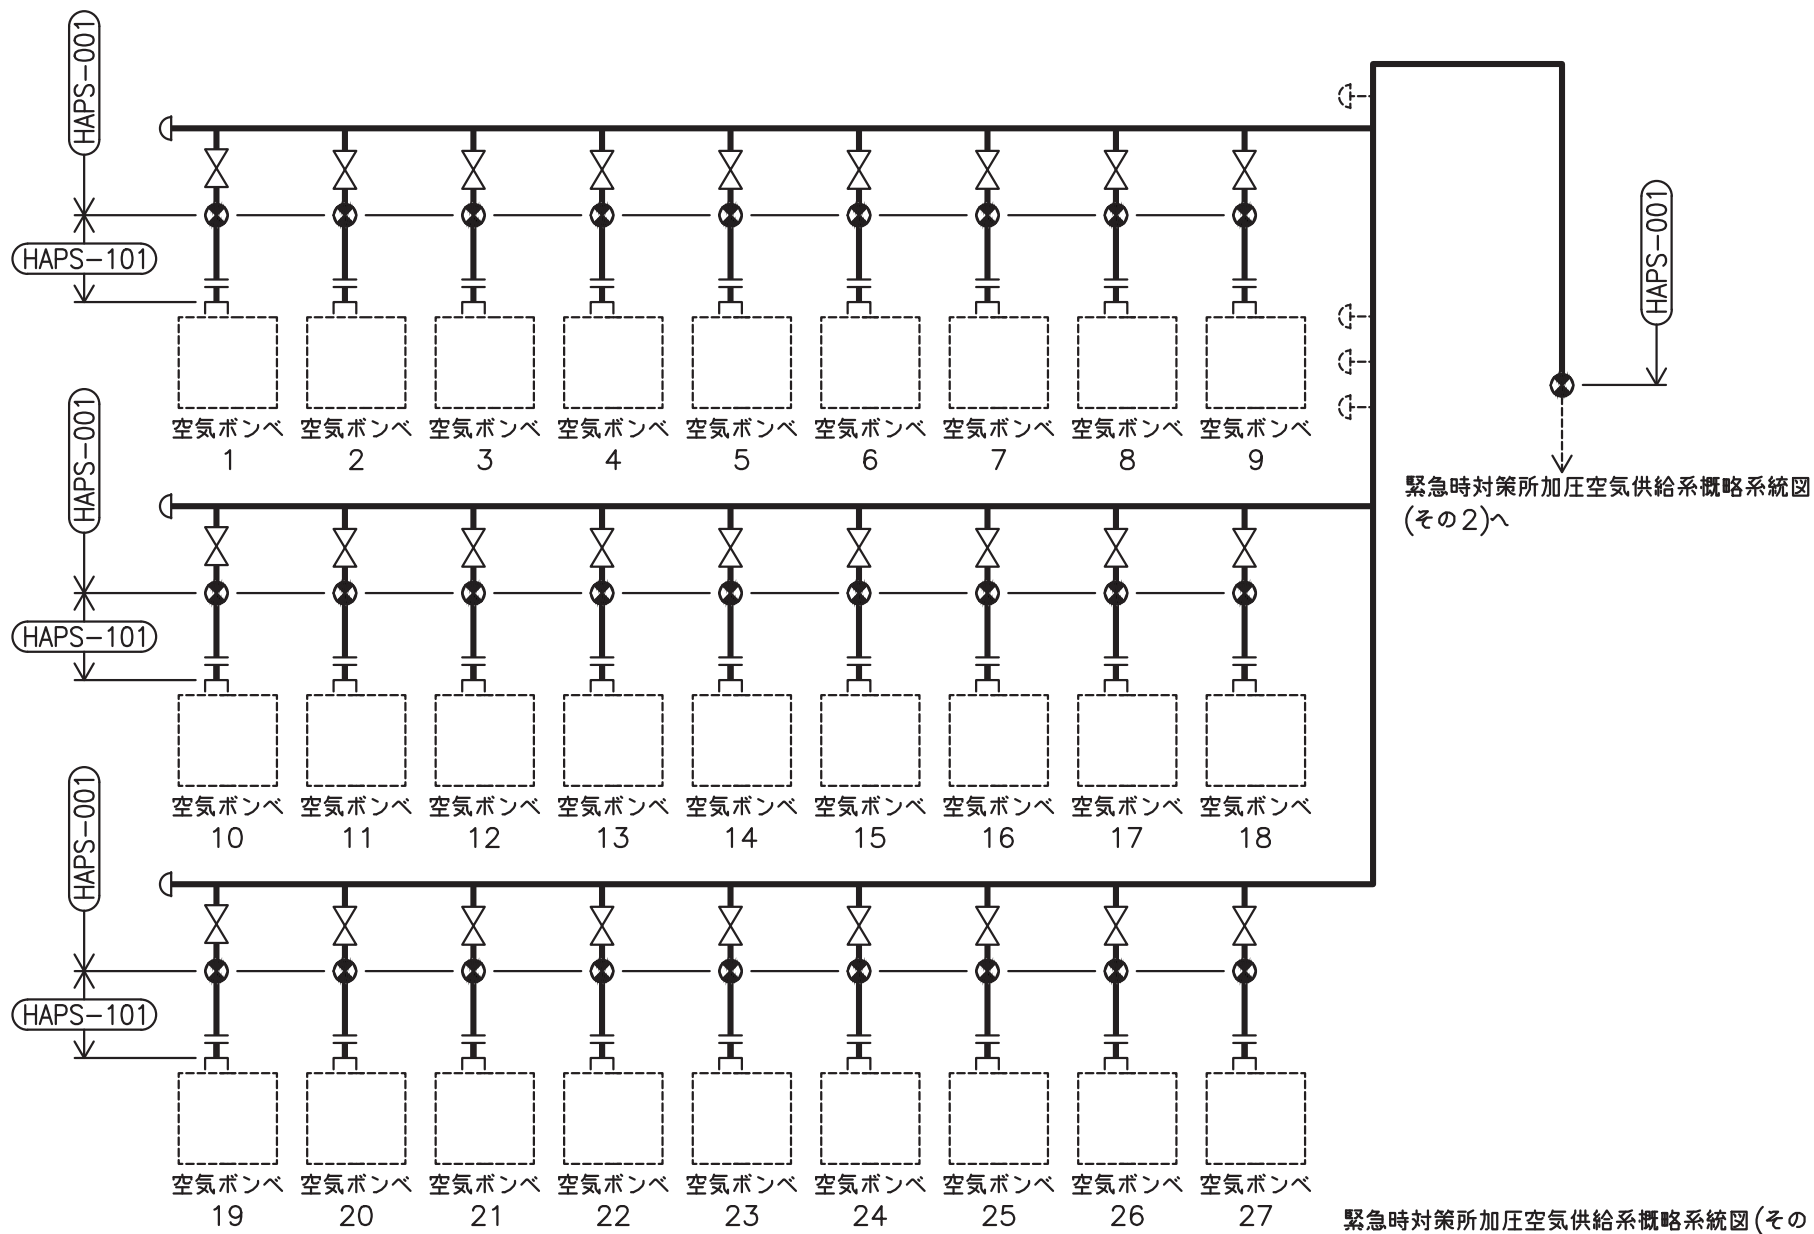 HAPS-001
HAPS-101
HAPS-001
空気ボンベ 空気ボンベ 空気ボンベ 空気ボンベ 空気ボンベ 空気ボンベ 空気ボンベ 空気ボンベ 空気ボンベ
1 2 3 4 5 6 7 8 9
緊急時対策所加圧空気供給系概略系統図
(その2)へ
HAPS-001
HAPS-101
空気ボンベ 空気ボンベ 空気ボンベ 空気ボンベ 空気ボンベ 空気ボンベ 空気ボンベ 空気ボンベ 空気ボンベ
10 11 12 13 14 15 16 17 18
HAPS-001
HAPS-101
空気ボンベ 空気ボンベ 空気ボンベ 空気ボンベ 空気ボンベ 空気ボンベ 空気ボンベ 空気ボンベ 空気ボンベ
19 20 21 22 23 24 25 26 27
緊急時対策所加圧空気供給系概略系統図(その